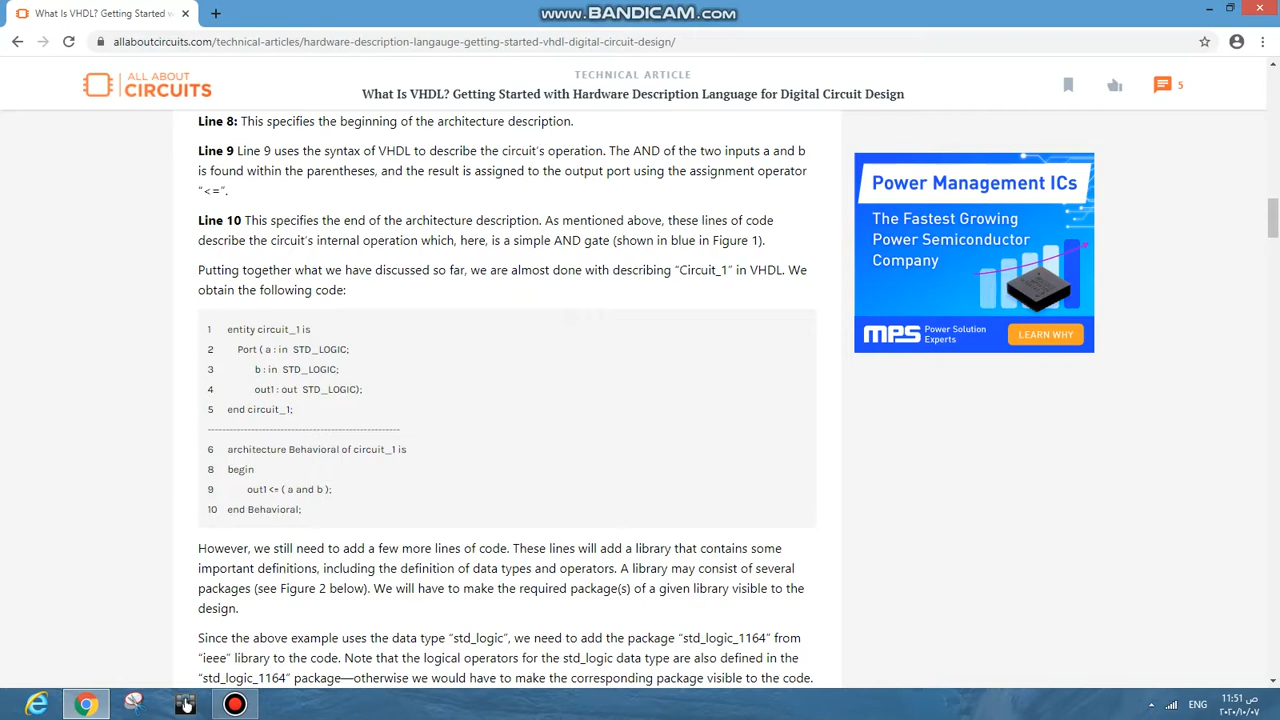 What Is VHDL? Getting Started w
www.BANDICAM.com
allaboutcircuits.com/technical-articles/hardware-description-langauge-getting-started-vhdl-digital-circuit-design/
ALL ABOUT
CIRCUITS
TECHNICAL ARTICLE
What Is VHDL? Getting Started with Hardware Description Language for Digital Circuit Design
5
Line 8: This specifies the beginning of the architecture description.
Line 9 Line 9 uses the syntax of VHDL to describe the circuit's operation. The AND of the two inputs a and b
is found within the parentheses, and the result is assigned to the output port using the assignment operator
“<=”.
Line 10 This specifies the end of the architecture description. As mentioned above, these lines of code
describe the circuit's internal operation which, here, is a simple AND gate (shown in blue in Figure 1).
Putting together what we have discussed so far, we are almost done with describing “Circuit_1” in VHDL. We
obtain the following code:
1 entity circuit_1 is
2 Port ( a : in STD_LOGIC;
3 b : in STD_LOGIC;
4 out1 : out STD_LOGIC);
5 end circuit_1;
-----------------------------------------------------
6 architecture Behavioral of circuit_1 is
8 begin
9 out1 <= ( a and b );
10 end Behavioral;
However, we still need to add a few more lines of code. These lines will add a library that contains some
important definitions, including the definition of data types and operators. A library may consist of several
packages (see Figure 2 below). We will have to make the required package(s) of a given library visible to the
design.
Since the above example uses the data type “std_logic”, we need to add the package “std_logic_1164” from
“ieee” library to the code. Note that the logical operators for the std_logic data type are also defined in the
“std_logic_1164” package—otherwise we would have to make the corresponding package visible to the code.
Power Management ICs
The Fastest Growing
Power Semiconductor
Company
mps Power Solution
Experts
LEARN WHY
ENG
11:51 ص
٢٠٢٠/١٠/٠٧